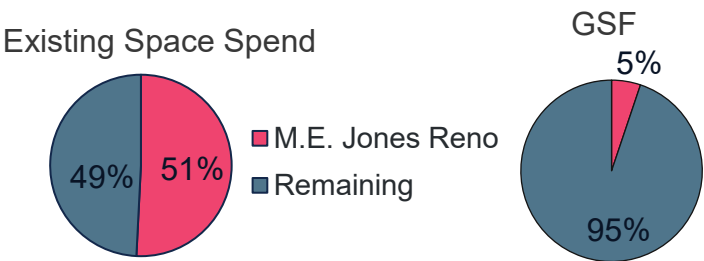 Existing Space Spend
49%
51%
M.E. Jones Reno
Remaining
GSF
5%
95%